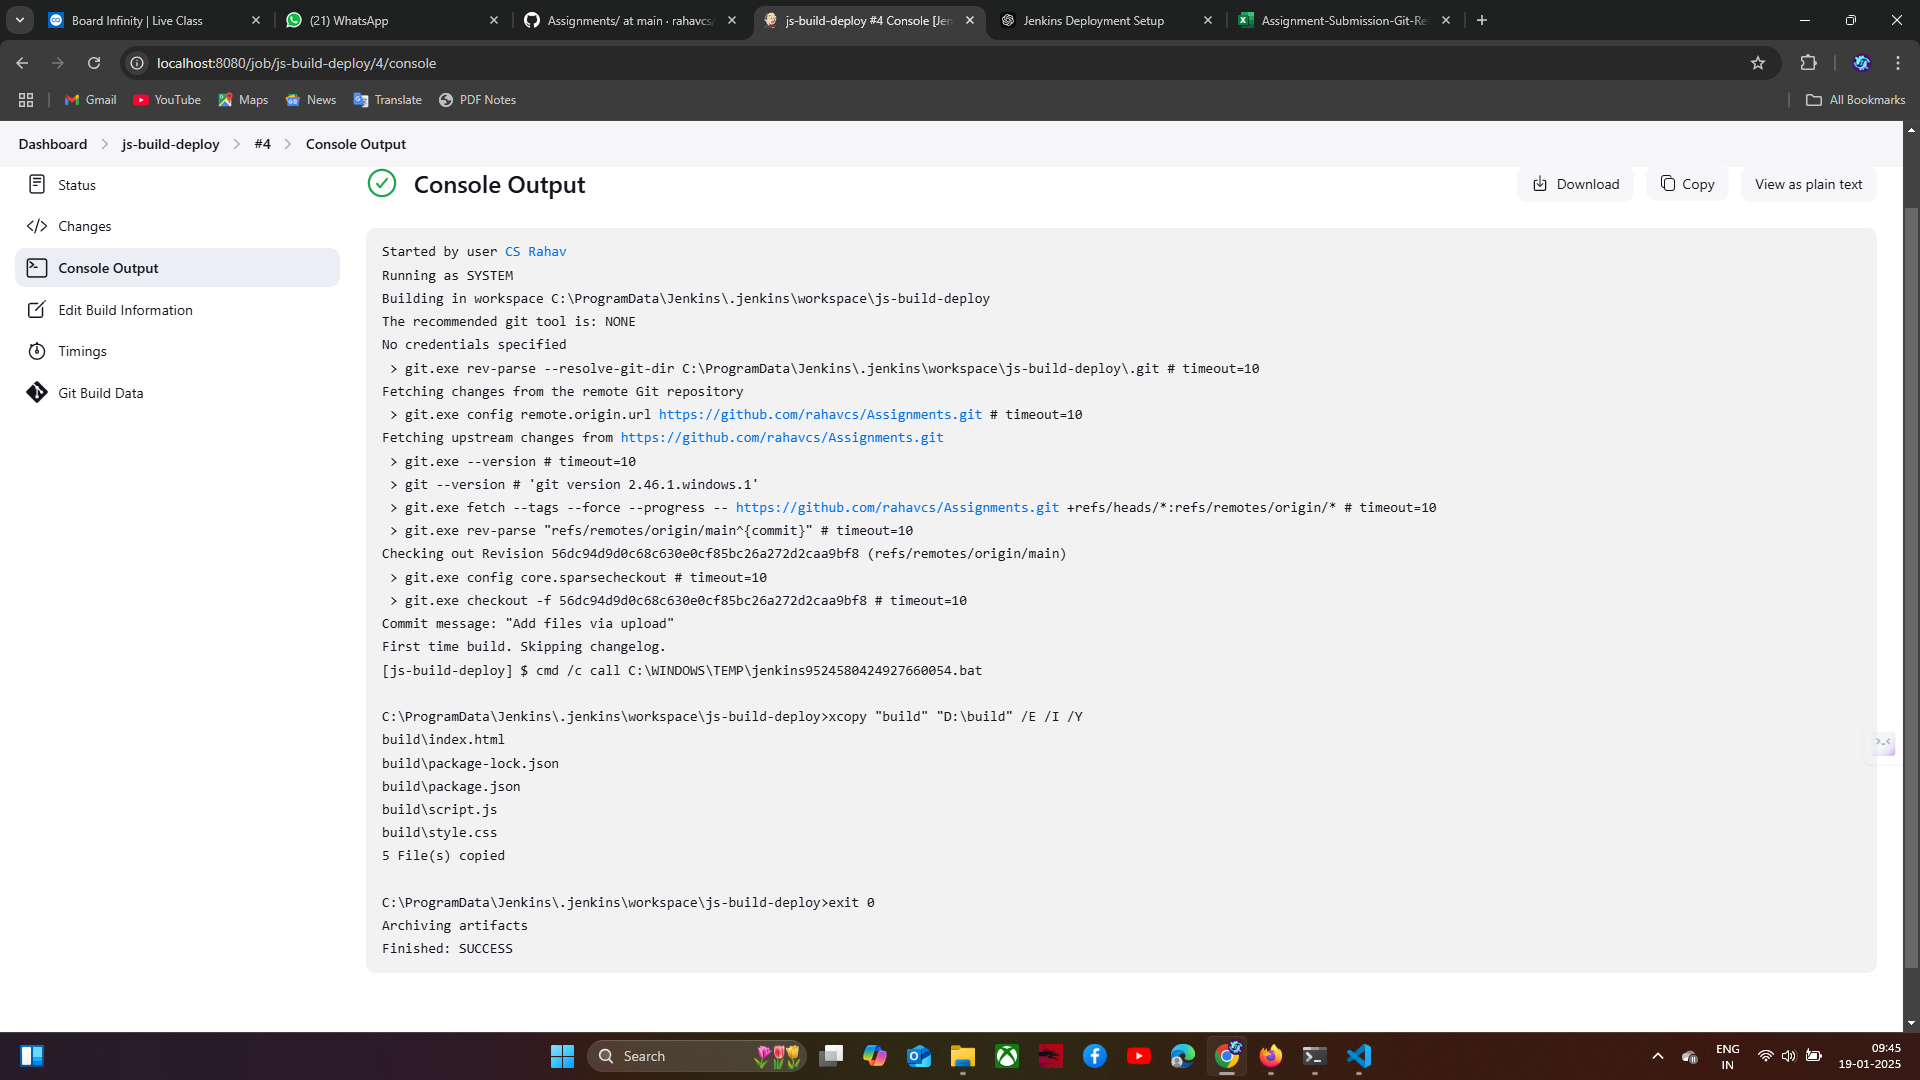 Board Infinity | Live Class
(21) WhatsApp
Assignments/ at main · rahavcs/
js-build-deploy #4 Console [Jen
Jenkins Deployment Setup
Assignment-Submission-Git-Re
localhost:8080/job/js-build-deploy/4/console
Gmail
YouTube
Maps
News
Translate
PDF Notes
All Bookmarks
Dashboard
js-build-deploy
#4
Console Output
Status
Changes
Console Output
Edit Build Information
Timings
Git Build Data
Console Output
Download
Copy
View as plain text
Started by user CS Rahav
Running as SYSTEM
Building in workspace C:\ProgramData\Jenkins\.jenkins\workspace\js-build-deploy
The recommended git tool is: NONE
No credentials specified
> git.exe rev-parse --resolve-git-dir C:\ProgramData\Jenkins\.jenkins\workspace\js-build-deploy\.git # timeout=10
Fetching changes from the remote Git repository
> git.exe config remote.origin.url https://github.com/rahavcs/Assignments.git # timeout=10
Fetching upstream changes from https://github.com/rahavcs/Assignments.git
> git.exe --version # timeout=10
> git --version # 'git version 2.46.1.windows.1'
> git.exe fetch --tags --force --progress -- https://github.com/rahavcs/Assignments.git +refs/heads/*:refs/remotes/origin/* # timeout=10
> git.exe rev-parse "refs/remotes/origin/main^{commit}" # timeout=10
Checking out Revision 56dc94d9d0c68c630e0cf85bc26a272d2caa9bf8 (refs/remotes/origin/main)
> git.exe config core.sparsecheckout # timeout=10
> git.exe checkout -f 56dc94d9d0c68c630e0cf85bc26a272d2caa9bf8 # timeout=10
Commit message: "Add files via upload"
First time build. Skipping changelog.
[js-build-deploy] $ cmd /c call C:\WINDOWS\TEMP\jenkins9524580424927660054.bat
C:\ProgramData\Jenkins\.jenkins\workspace\js-build-deploy>xcopy "build" "D:\build" /E /I /Y
build\index.html
build\package-lock.json
build\package.json
build\script.js
build\style.css
5 File(s) copied
C:\ProgramData\Jenkins\.jenkins\workspace\js-build-deploy>exit 0
Archiving artifacts
Finished: SUCCESS
Search
ENG
IN
09:45
19-01-2025